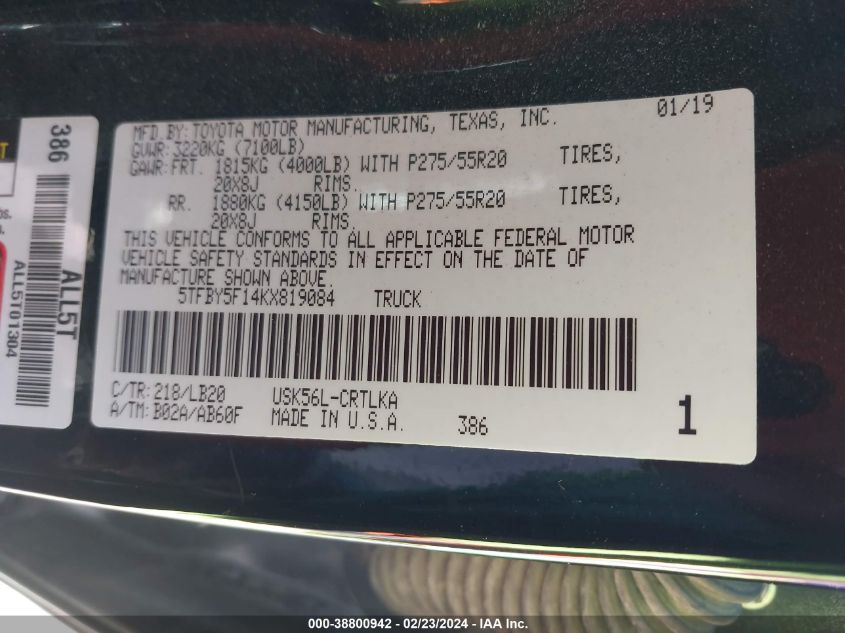 MFD.BY:TOYOTA MOTOR MANUFACTURING, TEXAS, INC. 01/19
GVWR:3220KG (7100LB)
GAWR:FRT. 1815KG (4000LB) WITH P275/55R20 TIRES,
20X8J RIMS.
RR. 1880KG (4150LB) WITH P275/55R20 TIRES,
20X8J RIMS.
THIS VEHICLE CONFORMS TO ALL APPLICABLE FEDERAL MOTOR
VEHICLE SAFETY STANDARDS IN EFFECT ON THE DATE OF
MANUFACTURE SHOWN ABOVE.
5TFBY5F14KX819084 TRUCK
C/TR:218/LB20 USK56L-CRTLKA
A/TM:B02A/AB60F MADE IN U.S.A. 386 1
386
ALL5T
ALL5T01304
000-38800942 - 02/23/2024 - IAA Inc.